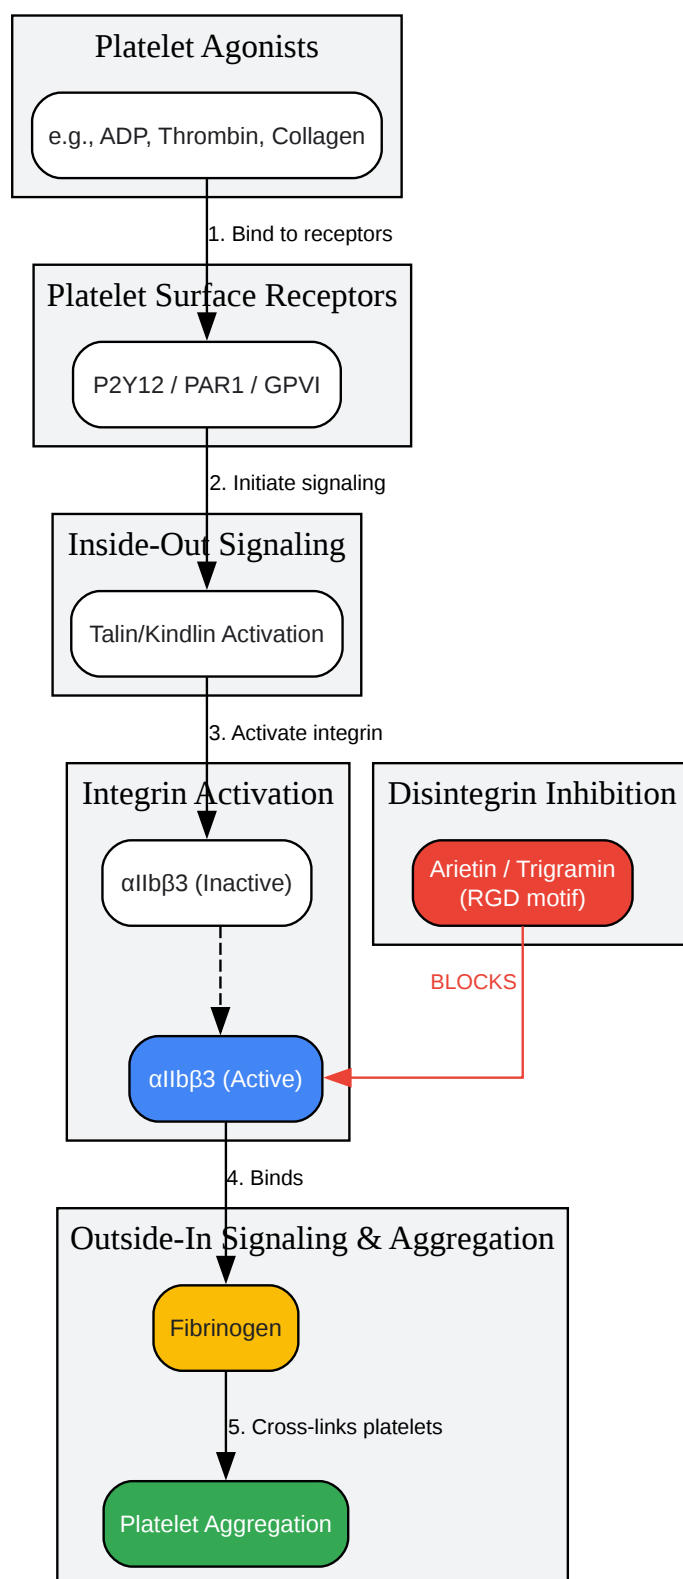 Platelet Agonists
e.g., ADP, Thrombin, Collagen
1. Bind to receptors
Platelet Surface Receptors
P2Y12 / PAR1 / GPVI
2. Initiate signaling
Inside-Out Signaling
Talin/Kindlin Activation
3. Activate integrin
Integrin Activation
αIIbβ3 (Inactive)
Disintegrin Inhibition
Arietin / Trigramin
(RGD motif)
BLOCKS
αIIbβ3 (Active)
4. Binds
Outside-In Signaling & Aggregation
Fibrinogen
5. Cross-links platelets
Platelet Aggregation